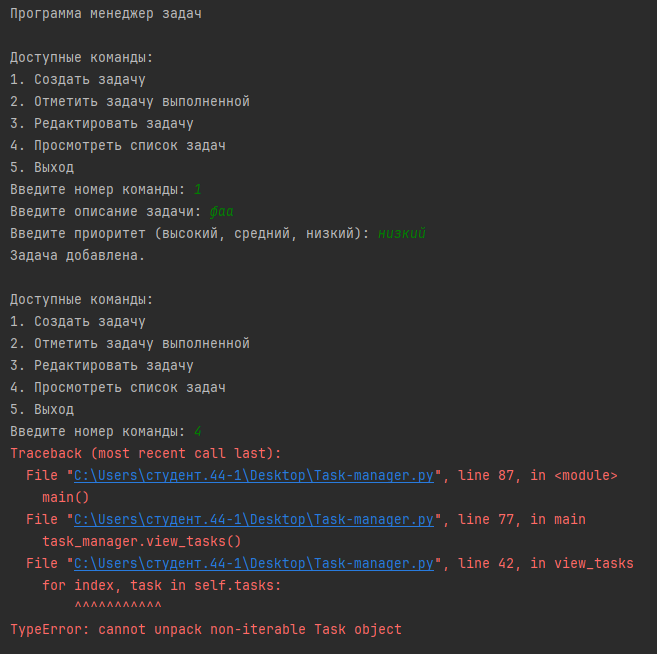 Программа менеджер задач
Доступные команды:
1. Создать задачу
2. Отметить задачу выполненной
3. Редактировать задачу
4. Просмотреть список задач
5. Выход
Введите номер команды: 1
Введите описание задачи: фаа
Введите приоритет (высокий, средний, низкий): низкий
Задача добавлена.
Доступные команды:
1. Создать задачу
2. Отметить задачу выполненной
3. Редактировать задачу
4. Просмотреть список задач
5. Выход
Введите номер команды: 4
Traceback (most recent call last):
  File "C:\Users\студент.44-1\Desktop\Task-manager.py", line 87, in <module>
    main()
  File "C:\Users\студент.44-1\Desktop\Task-manager.py", line 77, in main
    task_manager.view_tasks()
  File "C:\Users\студент.44-1\Desktop\Task-manager.py", line 42, in view_tasks
    for index, task in self.tasks:
        ^^^^^^^^^^^
TypeError: cannot unpack non-iterable Task object